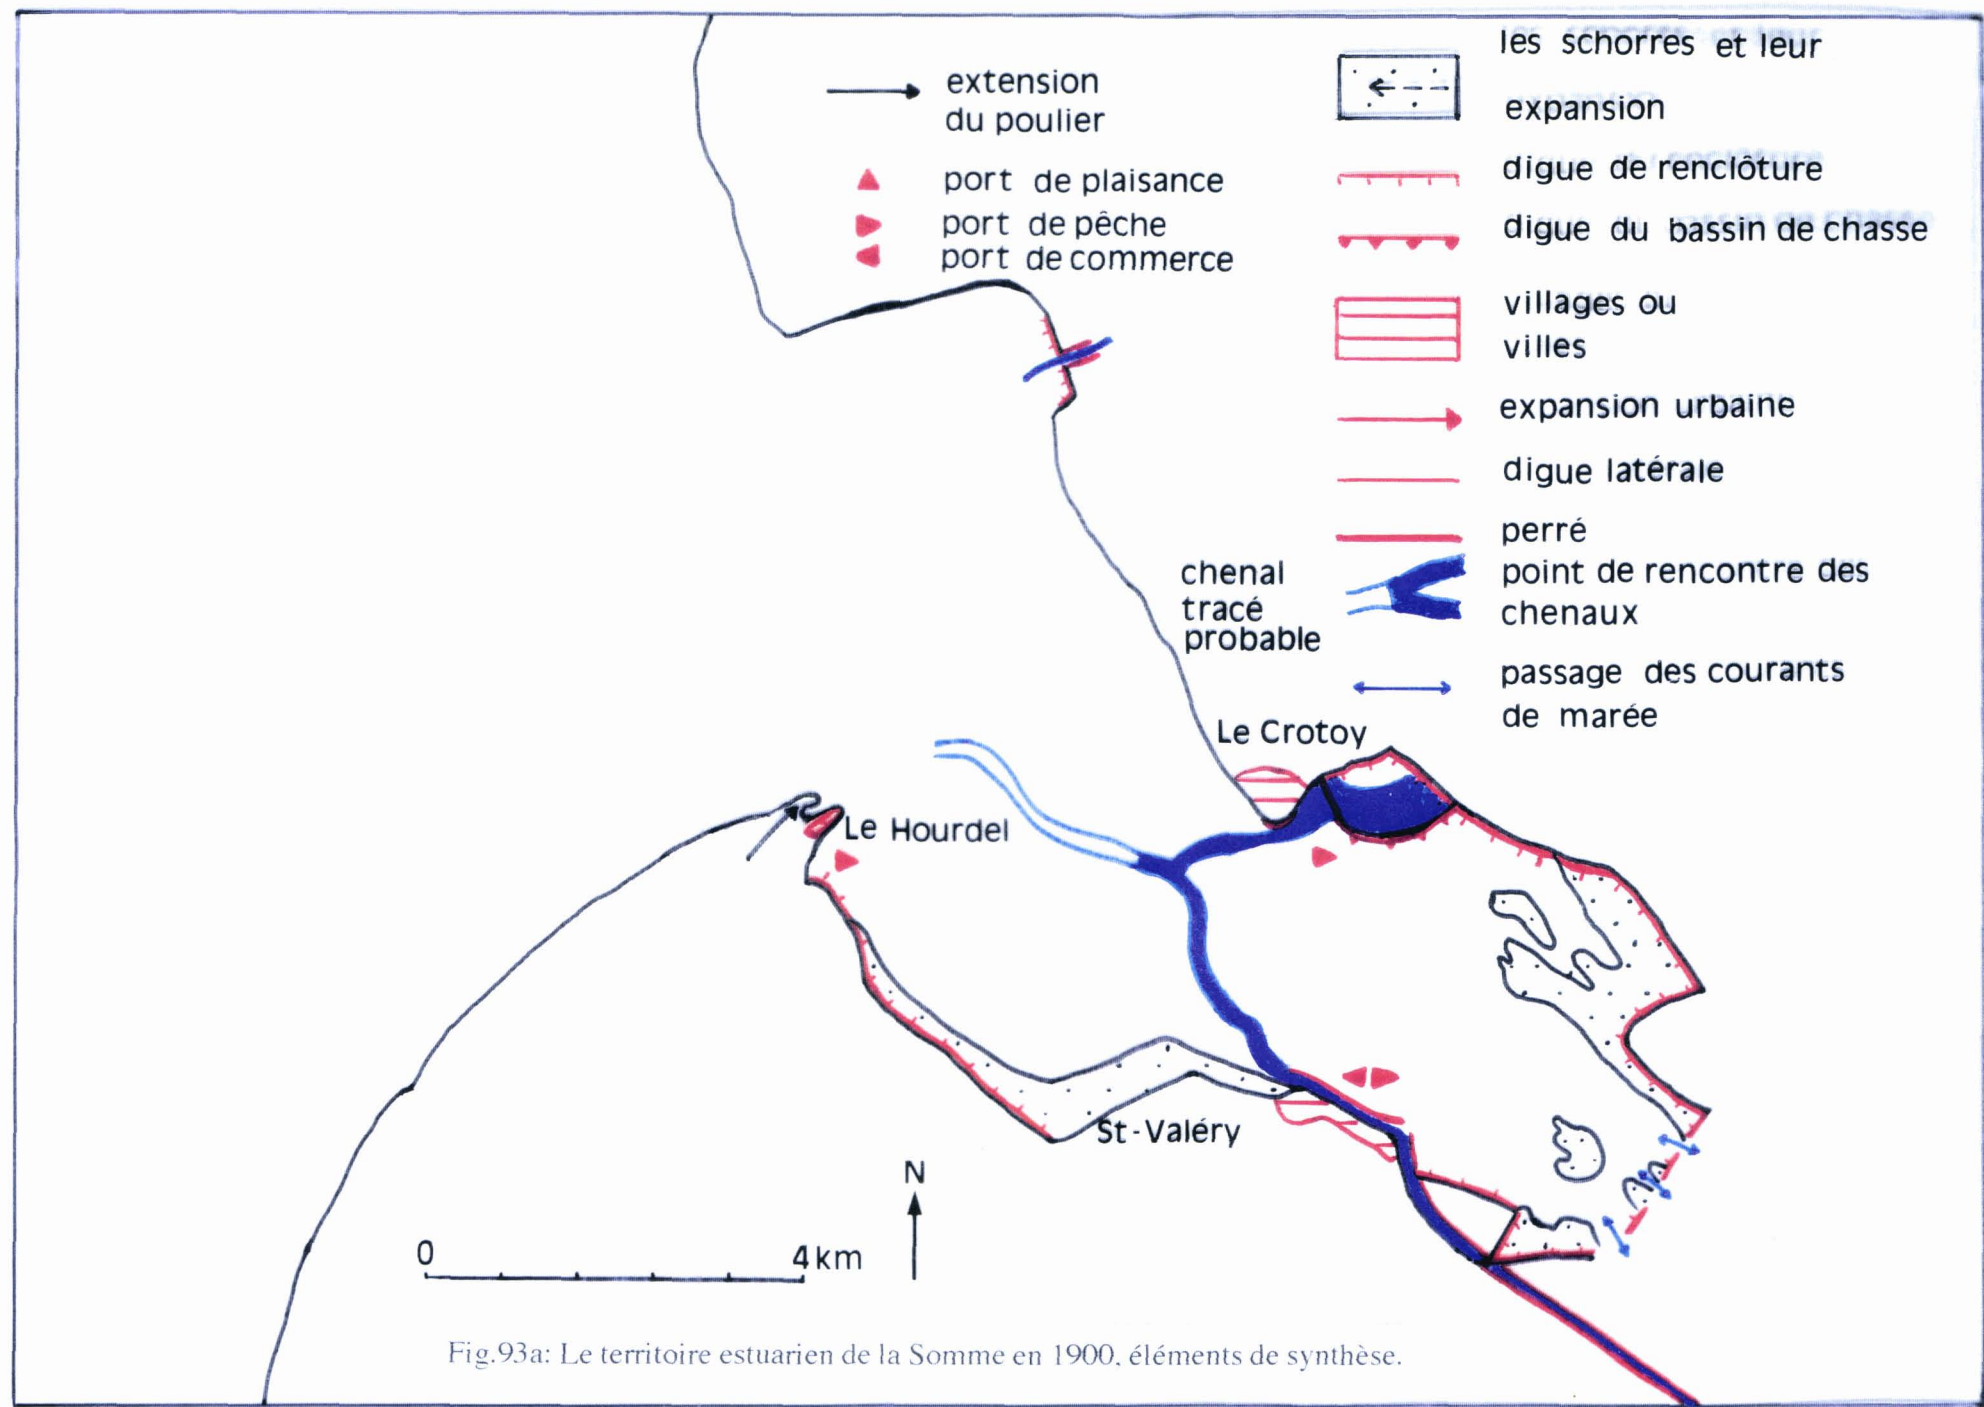 extension
du poulier
port de plaisance
port de pêche
port de commerce
les schorres et leur
expansion
digue de renclôture
digue du bassin de chasse
villages ou
villes
expansion urbaine
digue latérale
perré
point de rencontre des
chenaux
chenal
tracé
probable
passage des courants
de marée
Le Crotoy
Le Hourdel
St-Valéry
N
0 4km
Fig.93a: Le territoire estuarien de la Somme en 1900, éléments de synthèse.